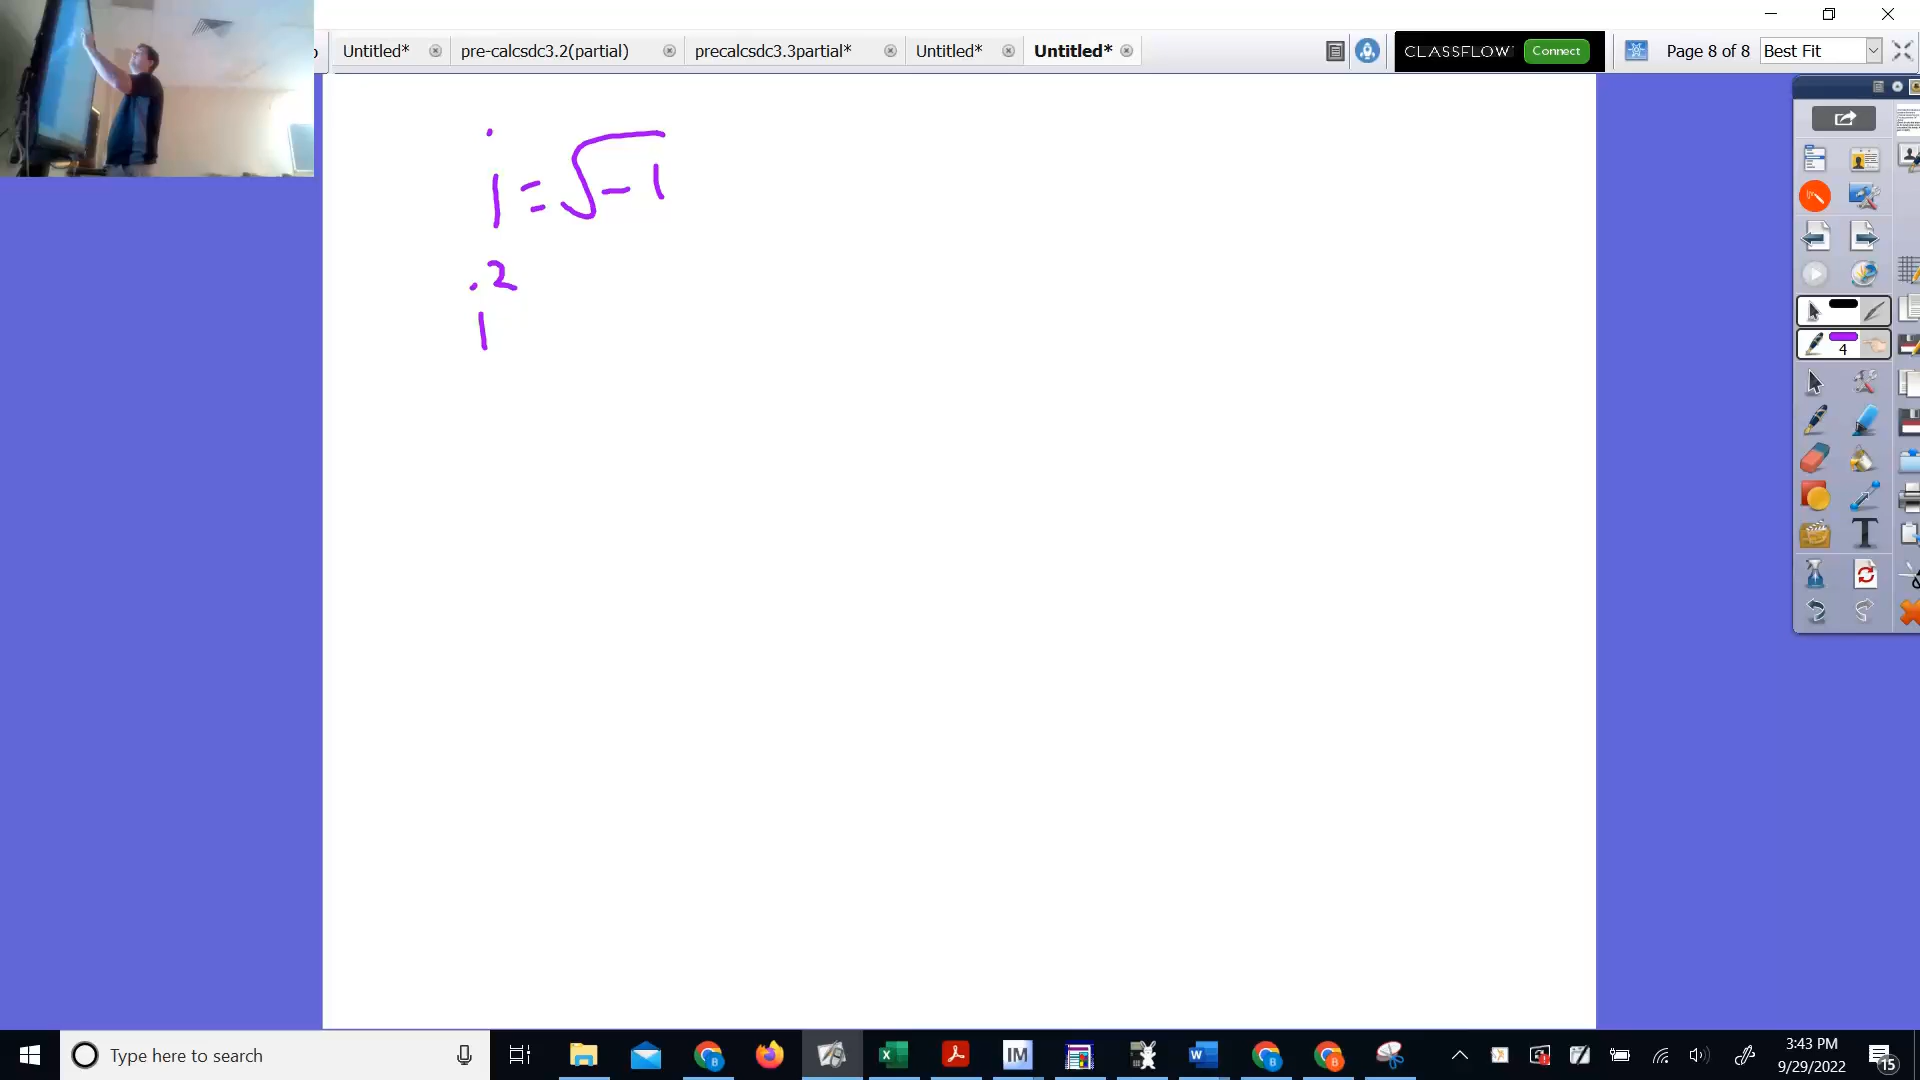 Untitled* pre-calcsdc3.2(partial) precalcsdc3.3partial* Untitled* Untitled* CLASSFLOW Connect Page 8 of 8 Best Fit
i = √-1
i²
4
T
Type here to search
IM
3:43 PM
9/29/2022
15